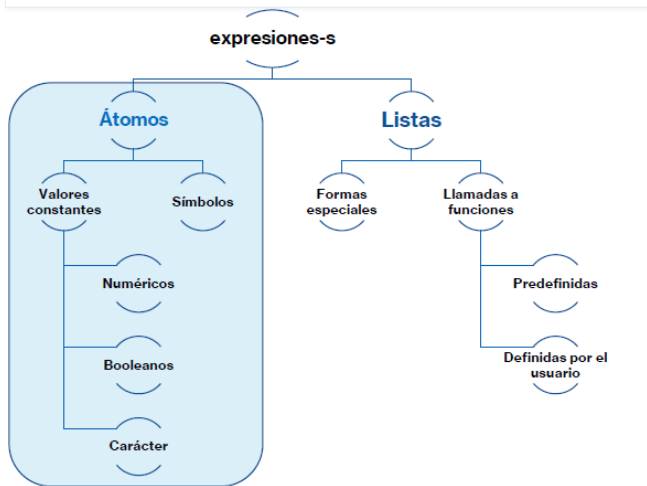 expresiones-s
Átomos
Listas
Valores
constantes
Símbolos
Formas
especiales
Llamadas a
funciones
Numéricos
Predefinidas
Booleanos
Definidas por el
usuario
Carácter